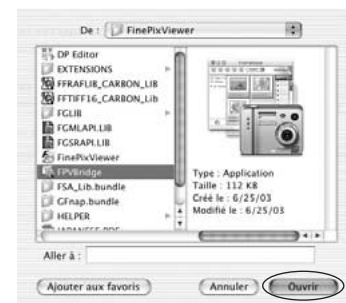 De : FinePixViewer
DP Editor
EXTENSIONS
FFRAFLIB_CARBON_LIB
FFTIFF16_CARBON_Lib
FGLIB
FGMLAPI.LIB
FGSRAPI.LIB
FinePixViewer
FPVBridge
FSA_Lib.bundle
GFnap.bundle
HELPER
Type : Application
Taille : 112 KB
Créé le : 6/25/03
Modifié le : 6/25/03
Aller à :
Ajouter aux favoris
Annuler
Ouvrir